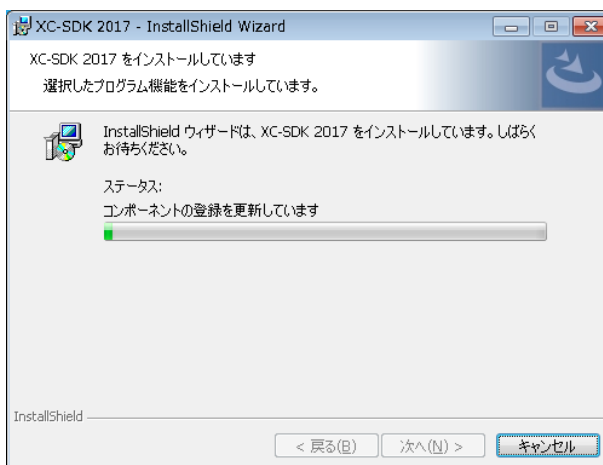 XC-SDK 2017 - InstallShield Wizard
XC-SDK 2017 をインストールしています
選択したプログラム機能をインストールしています。
InstallShield ウィザードは、XC-SDK 2017 をインストールしています。しばらく
お待ちください。
ステータス:
コンポーネントの登録を更新しています
InstallShield
< 戻る(B)
次へ(N) >
キャンセル